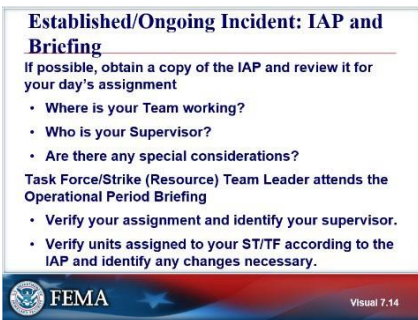 Established/Ongoing Incident: IAP and
Briefing
If possible, obtain a copy of the IAP and review it for
your day's assignment
• Where is your Team working?
• Who is your Supervisor?
• Are there any special considerations?
Task Force/Strike (Resource) Team Leader attends the
Operational Period Briefing
• Verify your assignment and identify your supervisor.
• Verify units assigned to your ST/TF according to the
IAP and identify any changes necessary.
FEMA
Visual 7.14